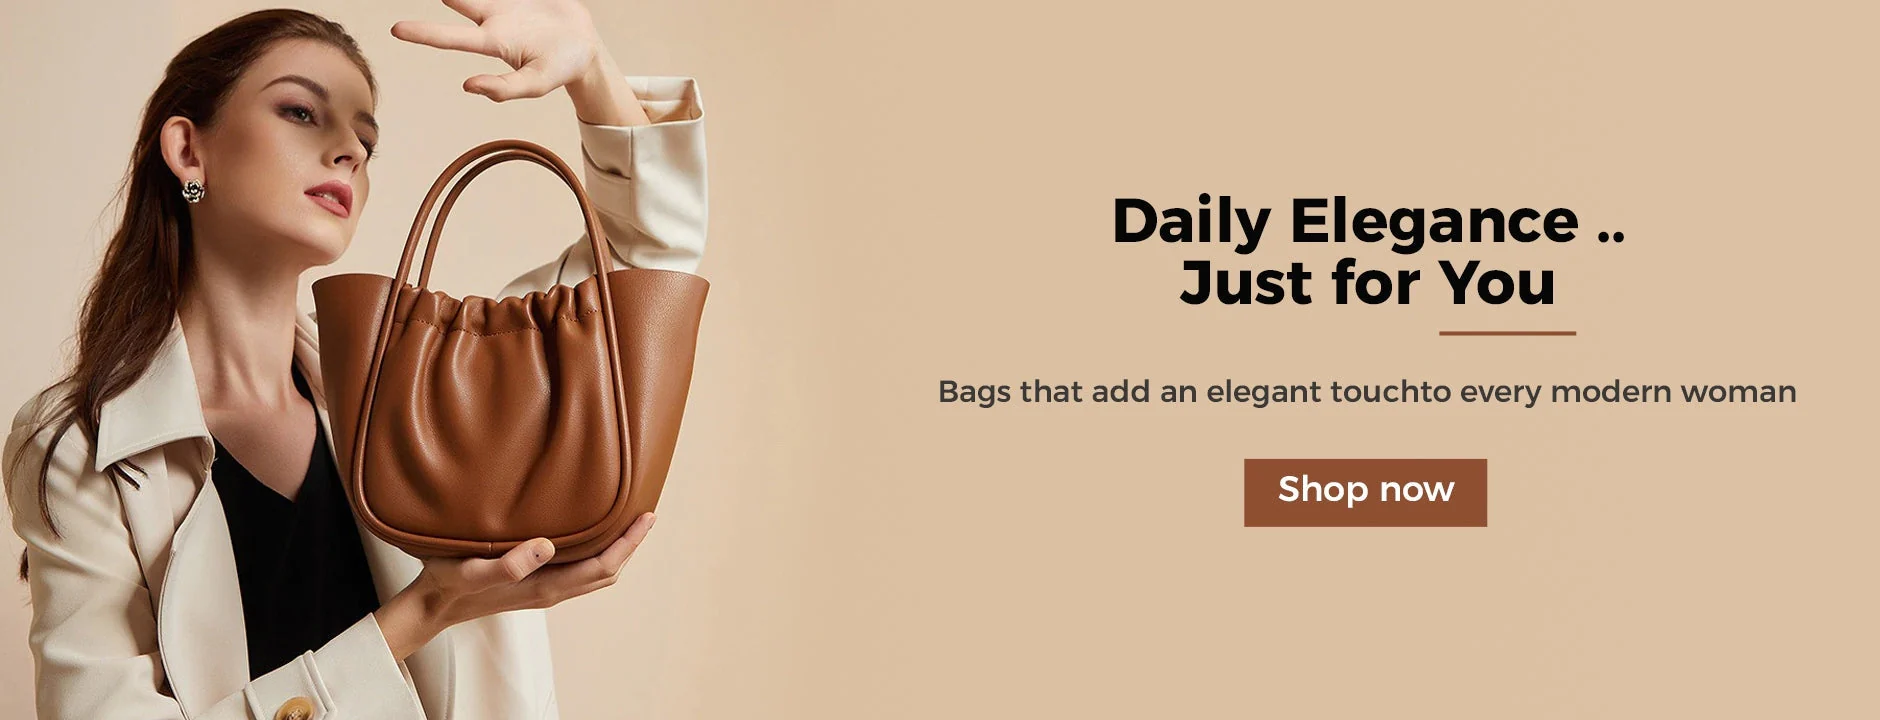 Daily Elegance ..
Just for You
Bags that add an elegant touchto every modern woman
Shop now